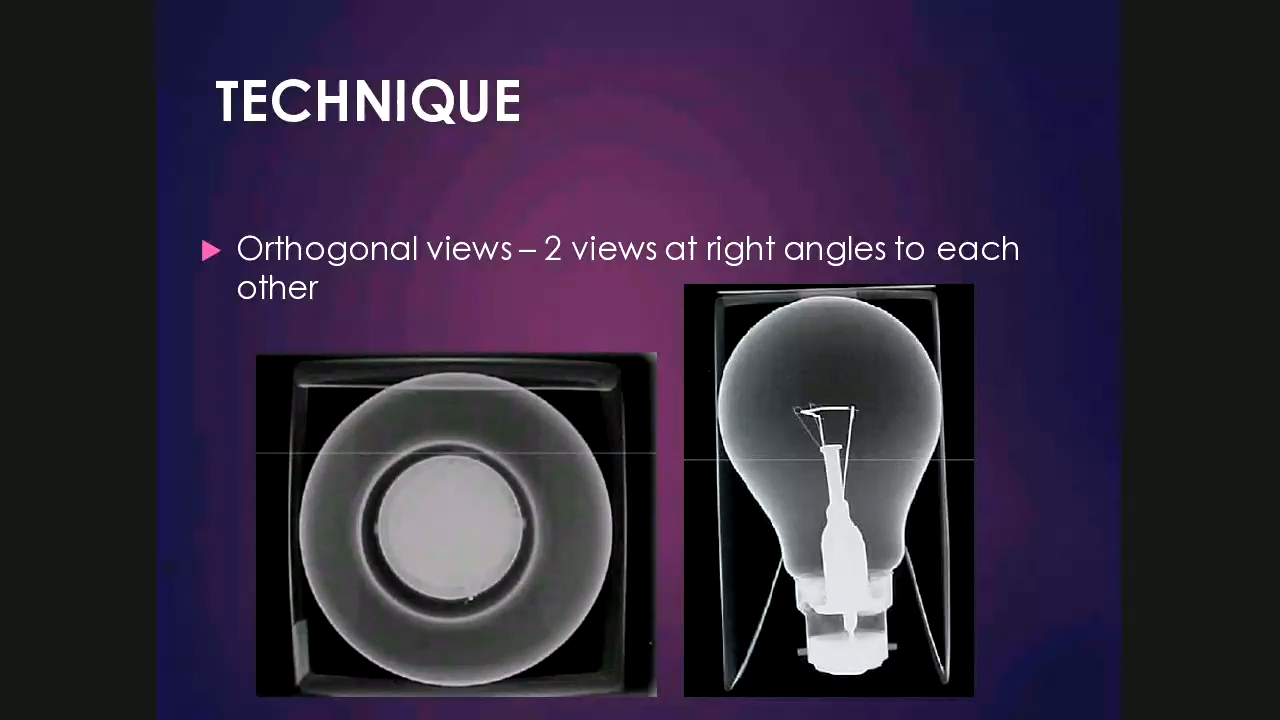 TECHNIQUE
Orthogonal views – 2 views at right angles to each
other